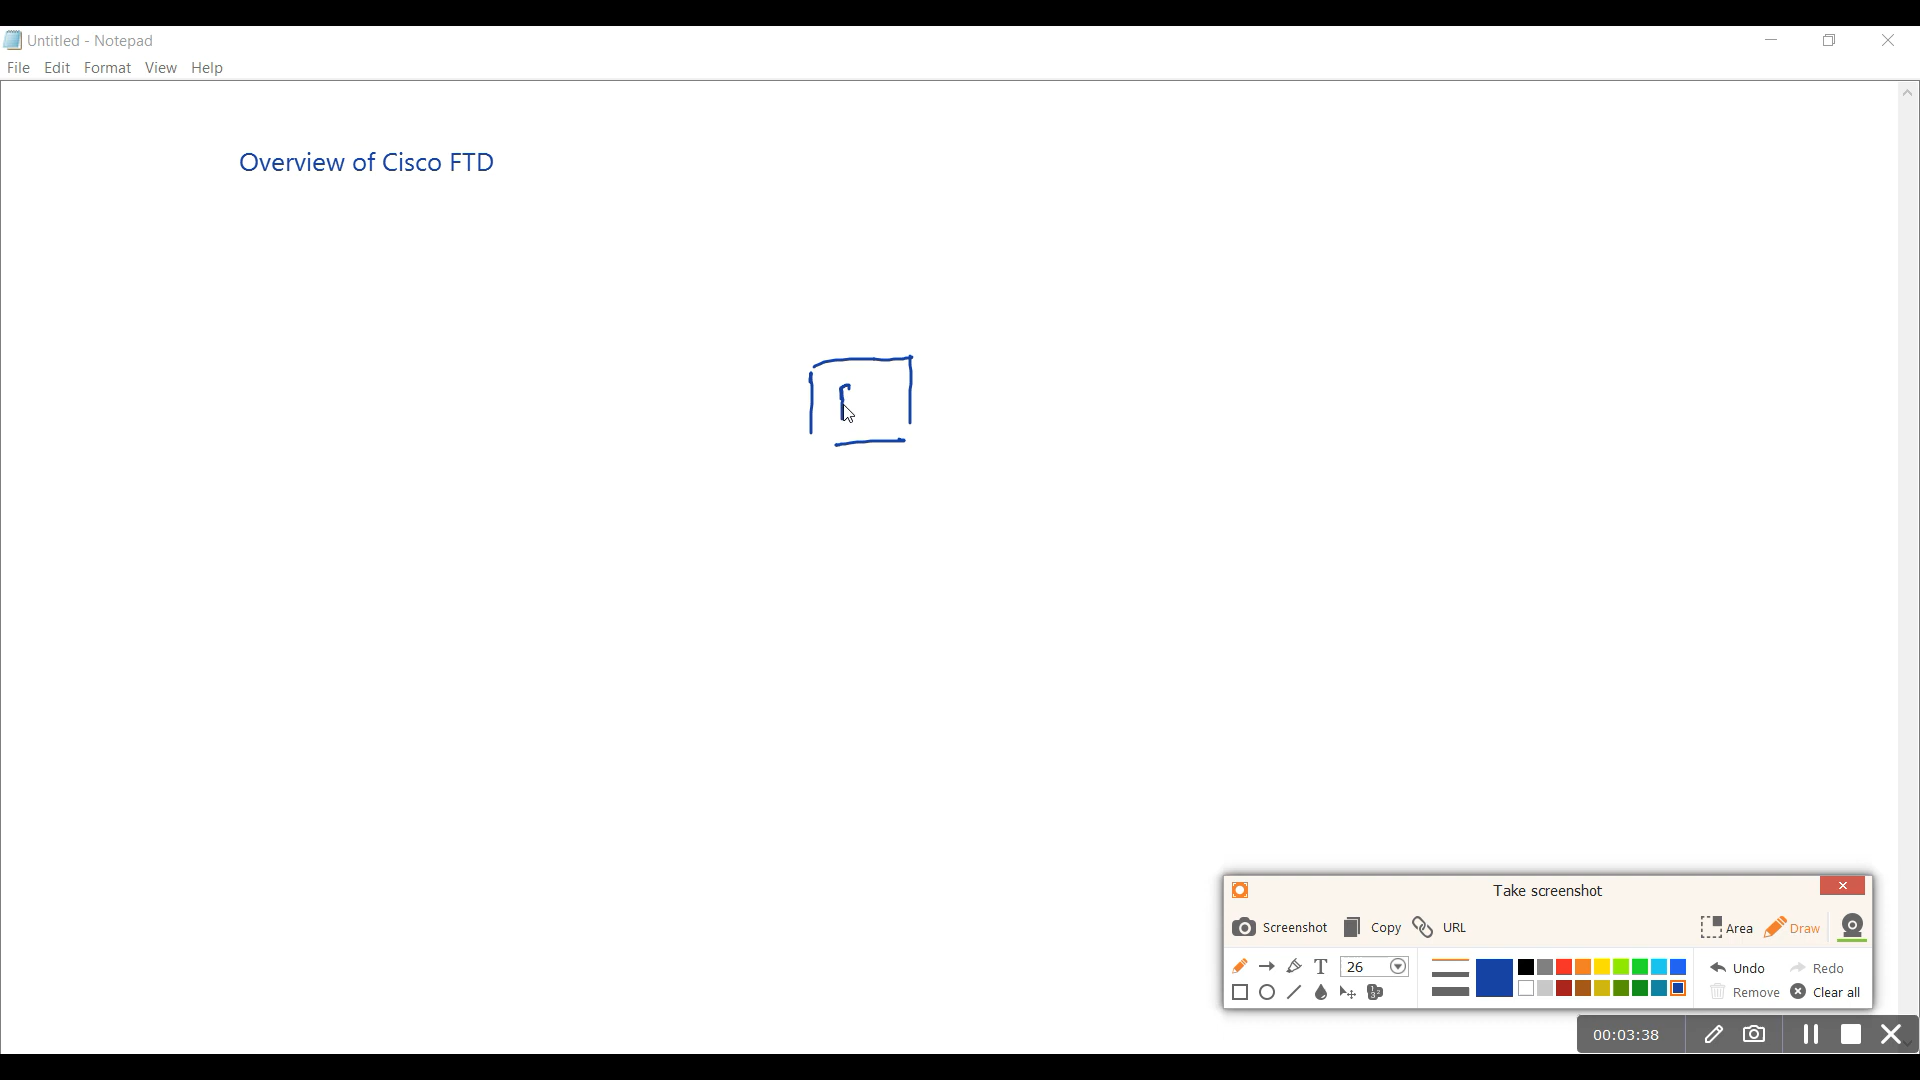 Untitled - Notepad
File Edit Format View Help
Overview of Cisco FTD
Take screenshot
Screenshot Copy URL Area Draw
26 Undo Redo
Remove Clear all
00:03:38